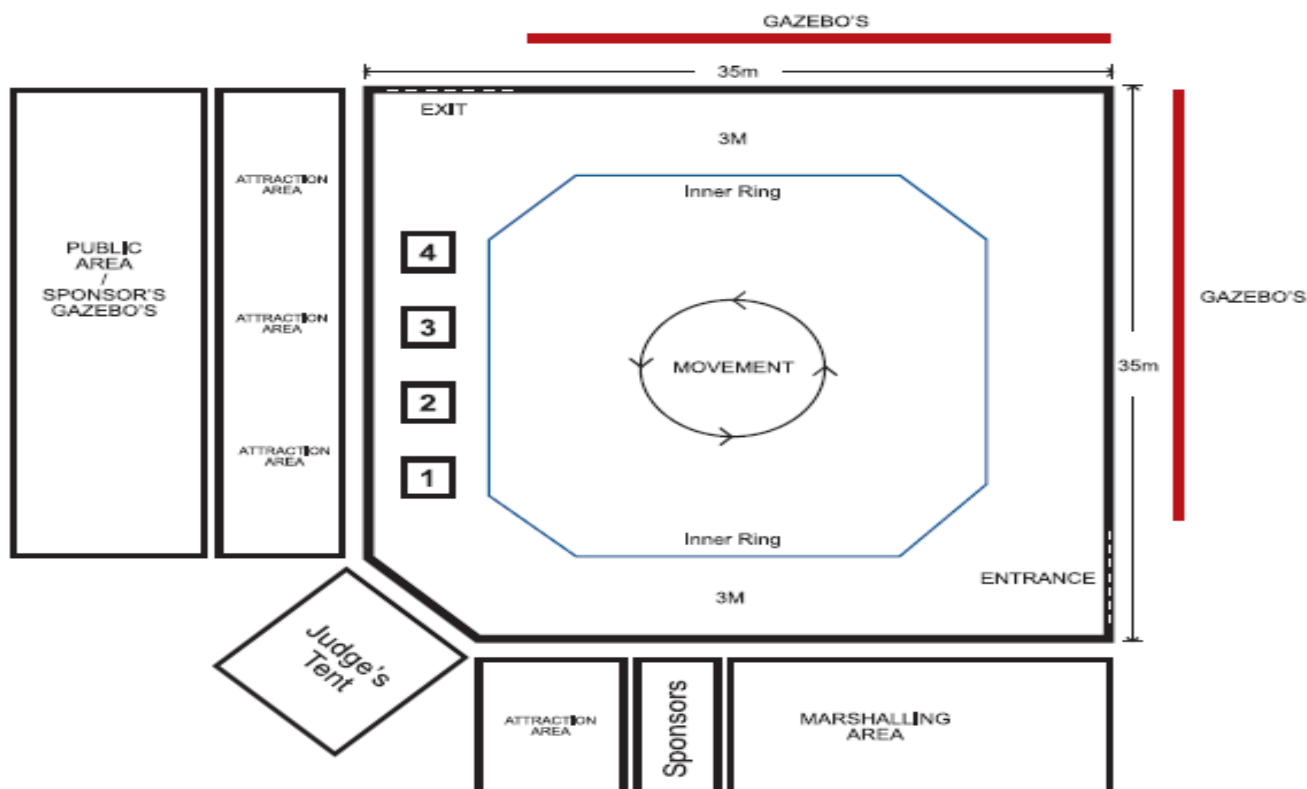 GAZEBO'S
35m
EXIT
3M
Inner Ring
ATTRACTION
AREA
PUBLIC
AREA
/
SPONSOR'S
GAZEBO'S
4
ATTRACTION
AREA
3
MOVEMENT
GAZEBO'S
35m
2
ATTRACTION
AREA
1
Inner Ring
ENTRANCE
3M
Judge's
Tent
ATTRACTION
AREA
Sponsors
MARSHALLING
AREA